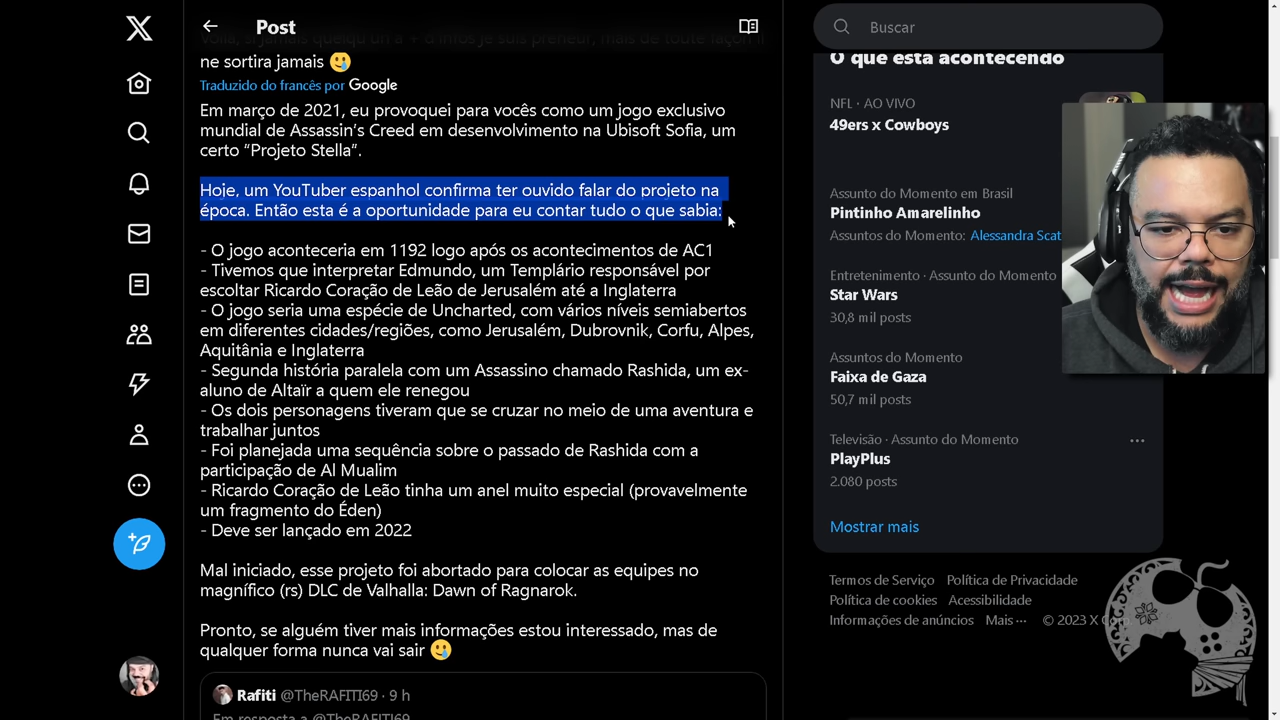 Post
Buscar
ne sortira jamais 🥲
Traduzido do francês por Google
Em março de 2021, eu provoquei para vocês como um jogo exclusivo
mundial de Assassin's Creed em desenvolvimento na Ubisoft Sofia, um
certo “Projeto Stella”.
Hoje, um YouTuber espanhol confirma ter ouvido falar do projeto na
época. Então esta é a oportunidade para eu contar tudo o que sabia:
- O jogo aconteceria em 1192 logo após os acontecimentos de AC1
- Tivemos que interpretar Edmundo, um Templário responsável por
escoltar Ricardo Coração de Leão de Jerusalém até a Inglaterra
- O jogo seria uma espécie de Uncharted, com vários níveis semiabertos
em diferentes cidades/regiões, como Jerusalém, Dubrovnik, Corfu, Alpes,
Aquitânia e Inglaterra
- Segunda história paralela com um Assassino chamado Rashida, um ex-
aluno de Altaïr a quem ele renegou
- Os dois personagens tiveram que se cruzar no meio de uma aventura e
trabalhar juntos
- Foi planejada uma sequência sobre o passado de Rashida com a
participação de Al Mualim
- Ricardo Coração de Leão tinha um anel muito especial (provavelmente
um fragmento do Éden)
- Deve ser lançado em 2022
Mal iniciado, esse projeto foi abortado para colocar as equipes no
magnífico (rs) DLC de Valhalla: Dawn of Ragnarok.
Pronto, se alguém tiver mais informações estou interessado, mas de
qualquer forma nunca vai sair 🥲
Rafiti @TheRAFITI69 · 9 h
Em resposta a @TheRAFITI69
O que está acontecendo
NFL · AO VIVO
49ers x Cowboys
Assunto do Momento em Brasil
Pintinho Amarelinho
Assuntos do Momento: Alessandra Scat
Entretenimento · Assunto do Momento
Star Wars
30,8 mil posts
Assuntos do Momento
Faixa de Gaza
50,7 mil posts
Televisão · Assunto do Momento
PlayPlus
2.080 posts
Mostrar mais
Termos de Serviço Política de Privacidade
Política de cookies Acessibilidade
Informações de anúncios Mais ··· © 2023 X Corp.